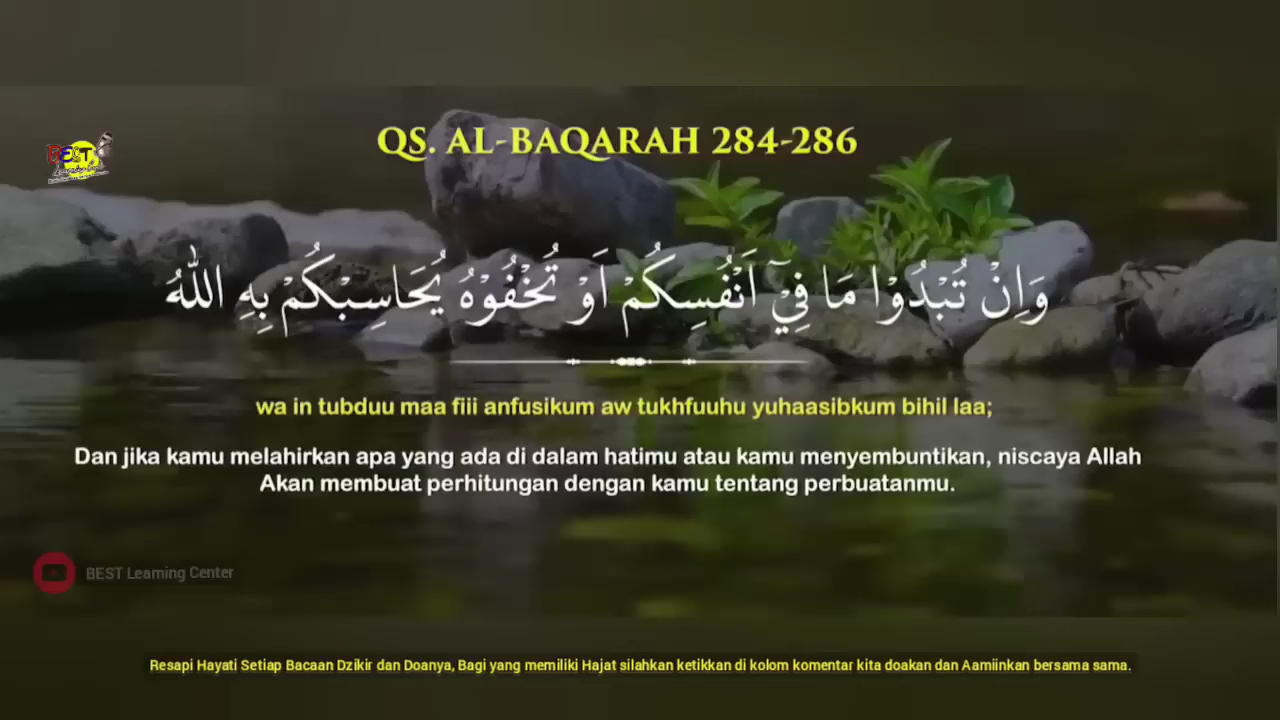 QS. AL-BAQARAH 284-286
BEST
وَاِنْ تُبْدُوْا مَا فِيْٓ اَنْفُسِكُمْ اَوْ تُخْفُوْهُ يُحَاسِبْكُمْ بِهِ اللّٰهُ
wa in tubduu maa fiii anfusikum aw tukhfuuhu yuhaasibkum bihil laa;
Dan jika kamu melahirkan apa yang ada di dalam hatimu atau kamu menyembuntikan, niscaya Allah
Akan membuat perhitungan dengan kamu tentang perbuatanmu.
BEST Learning Center
Resapi Hayati Setiap Bacaan Dzikir dan Doanya, Bagi yang memiliki Hajat silahkan ketikkan di kolom komentar kita doakan dan Aamiinkan bersama sama.